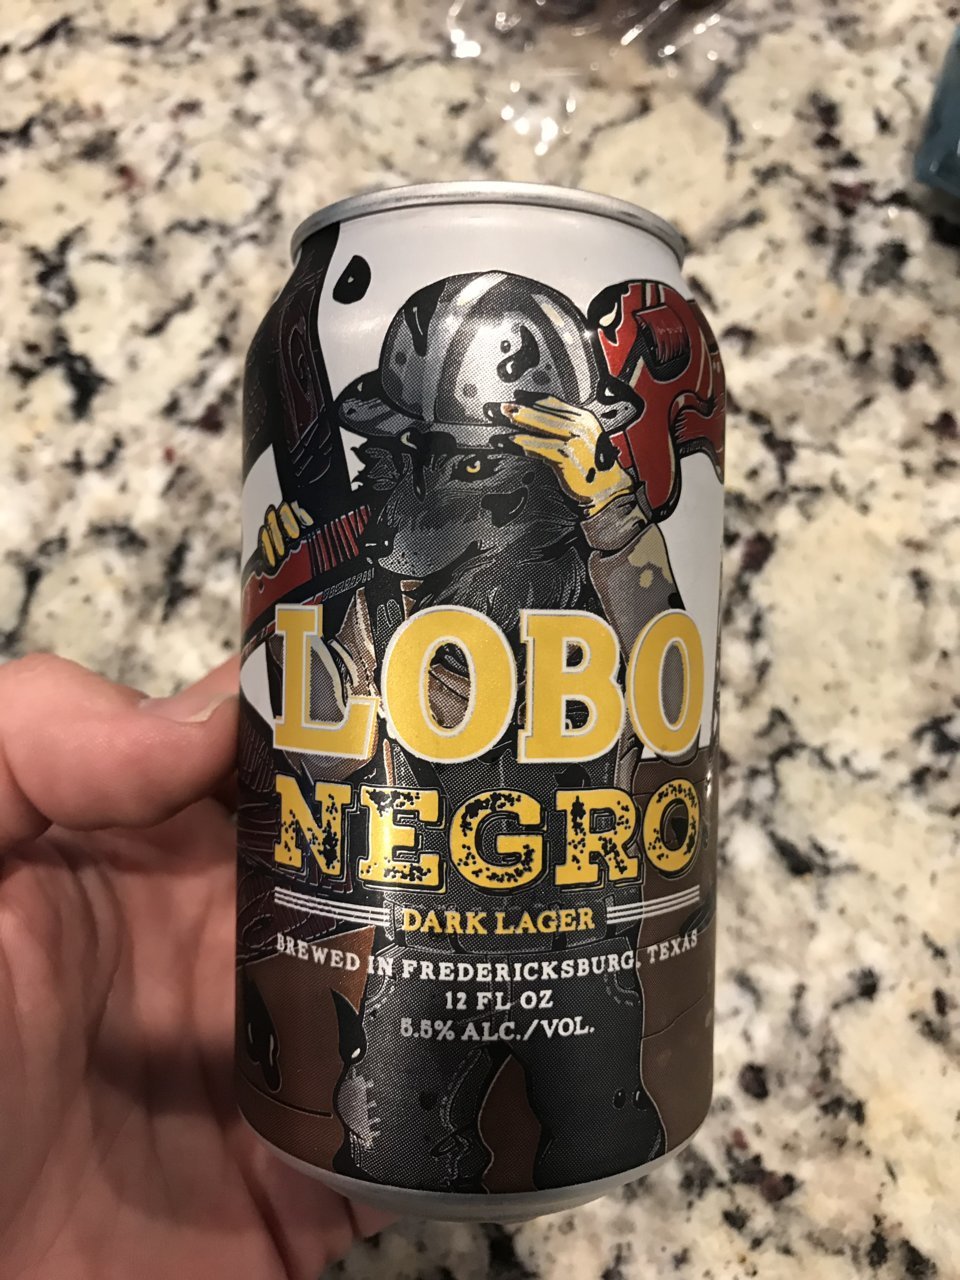 LOBO
NEGRO
DARK LAGER
BREWED IN FREDERICKSBURG, TEXAS
12 FL OZ
5.5% ALC./VOL.